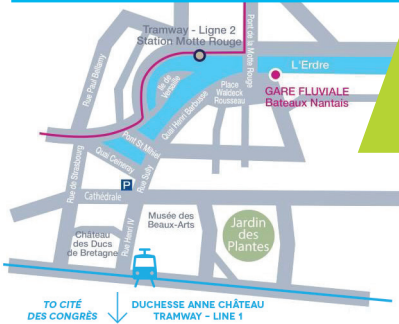 Tramway - Ligne 2
Station Motte Rouge
Pont de la Motte Rouge
L'Erdre
Rue Paul Bellamy
Ile de
Versaille
Quai Henri Barbusse
Place
Waldeck
Rousseau
GARE FLUVIALE
Bateaux Nantais
Pont St Mihiel
Quai Ceineray
Rue Sully
Rue de Strasbourg
P
Cathédrale
Rue Henri IV
Musée des
Beaux-Arts
Jardin
des
Plantes
Château
des Ducs
de Bretagne
TO CITÉ
DES CONGRÈS
DUCHESSE ANNE CHÂTEAU
TRAMWAY - LINE 1